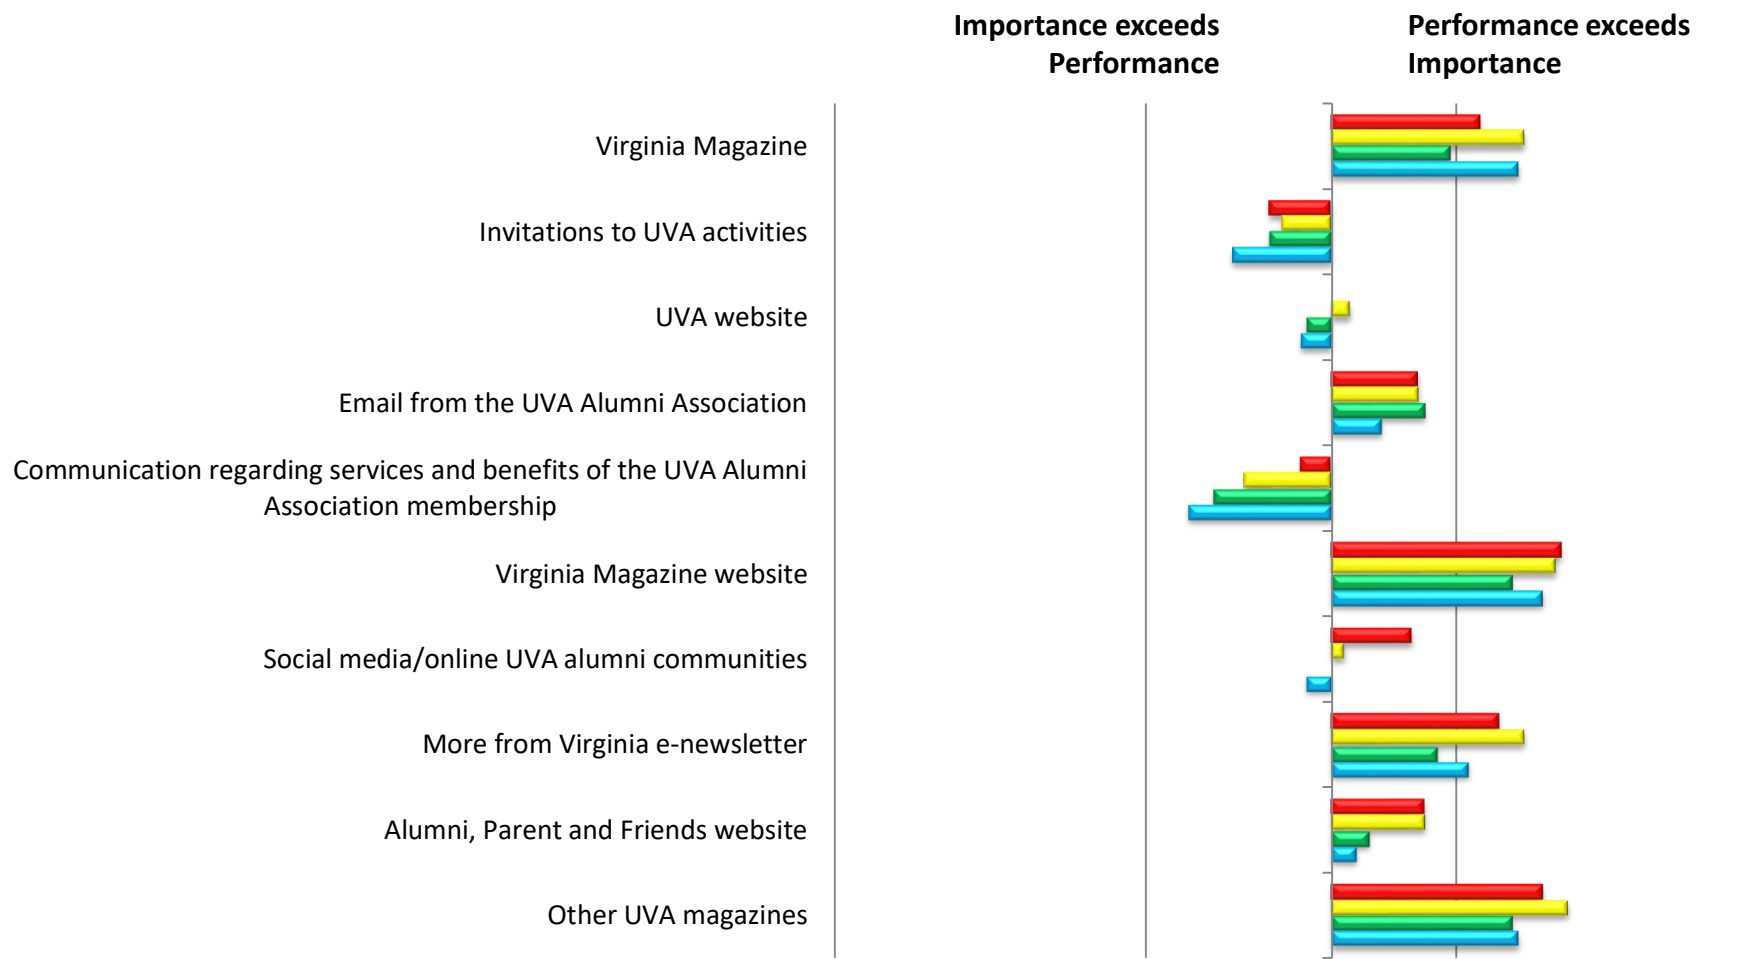 Importance exceeds
Performance
Performance exceeds
Importance
Virginia Magazine
Invitations to UVA activities
UVA website
Email from the UVA Alumni Association
Communication regarding services and benefits of the UVA Alumni
Association membership
Virginia Magazine website
Social media/online UVA alumni communities
More from Virginia e-newsletter
Alumni, Parent and Friends website
Other UVA magazines